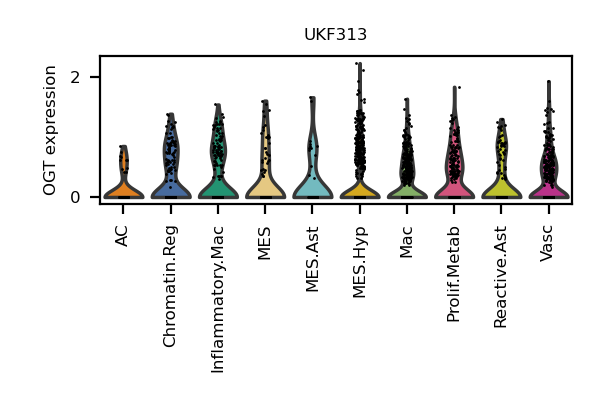 UKF313
OGT expression
2
0
AC
Chromatin.Reg
Inflammatory.Mac
MES
MES.Ast
MES.Hyp
Mac
Prolif.Metab
Reactive.Ast
Vasc